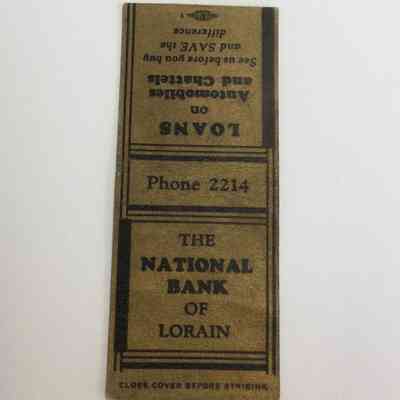 LOANS
on
Automobiles
and Chattels
See us before you buy
and SAVE the
difference
Phone 2214
THE
NATIONAL
BANK
OF
LORAIN
CLOSE COVER BEFORE STRIKING